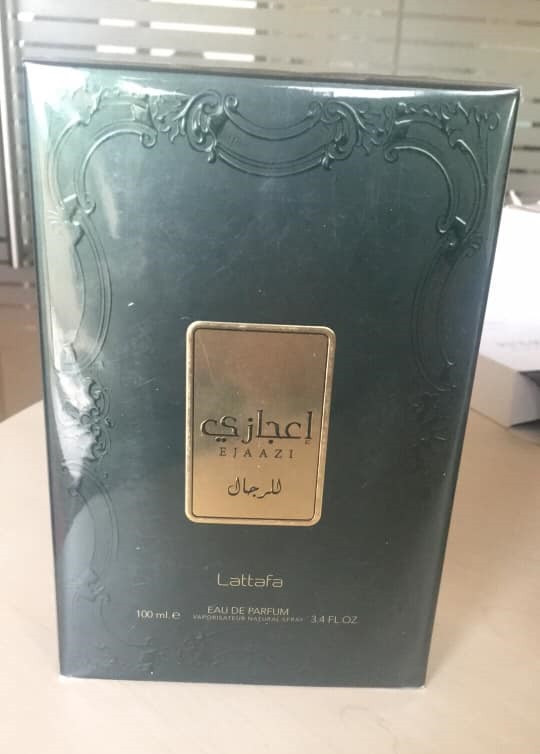 إعجازي
EJAAZI
للرجال
Lattafa
100 ml.e EAU DE PARFUM 3.4 FL.OZ.
VAPORISATEUR NATURAL SPRAY